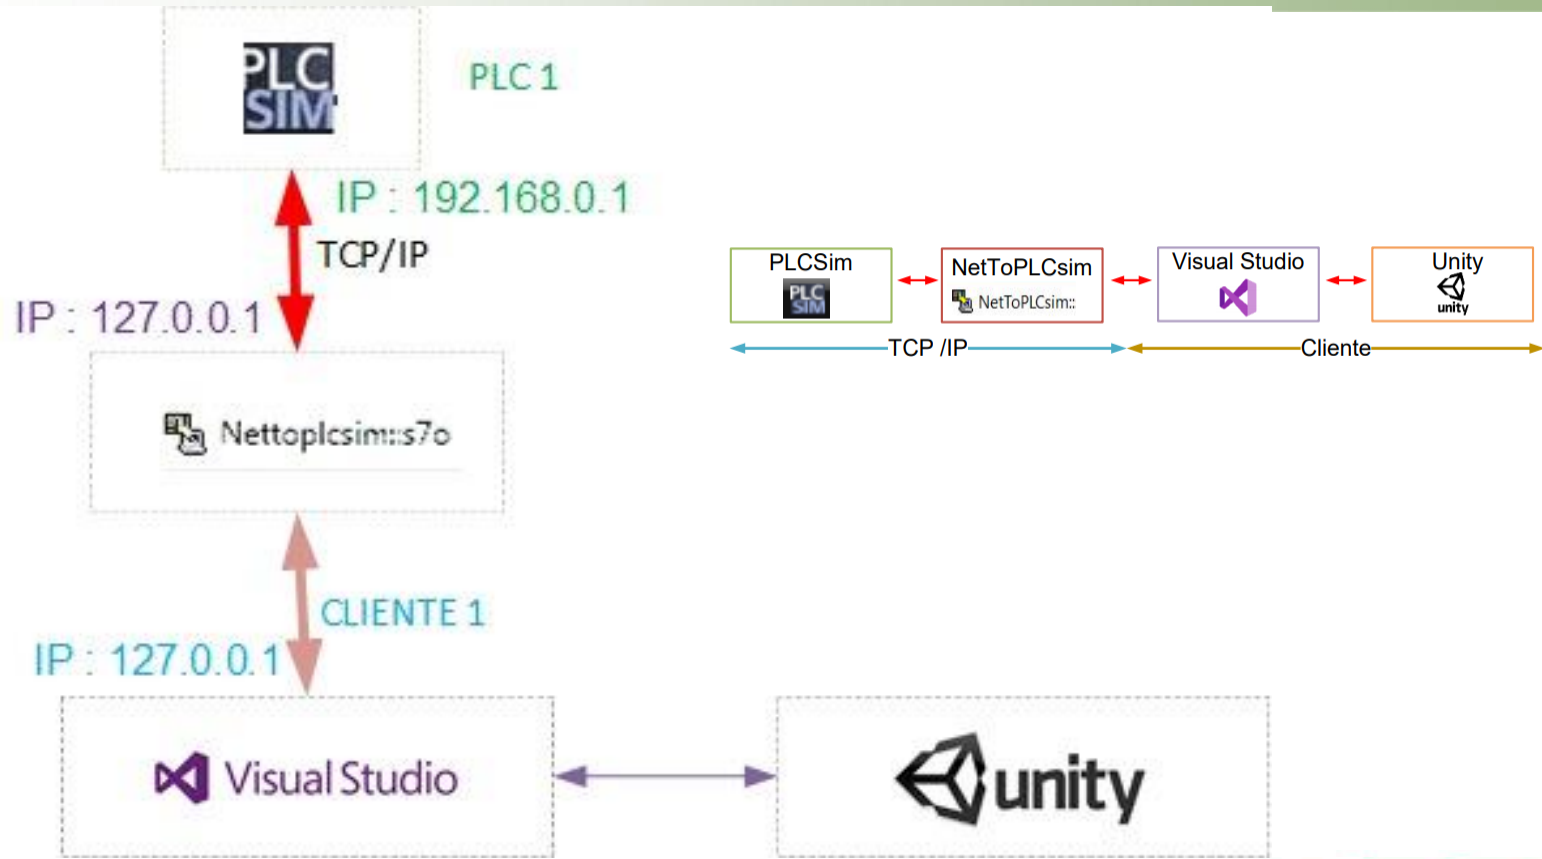 PLC
SIM
PLC 1
IP : 192.168.0.1
TCP/IP
IP : 127.0.0.1
Nettoplcsim::s7o
CLIENTE 1
IP : 127.0.0.1
Visual Studio
unity
PLCSim
PLC
SIM
NetToPLCsim
NetToPLCsim::
Visual Studio
Unity
unity
TCP /IP
Cliente